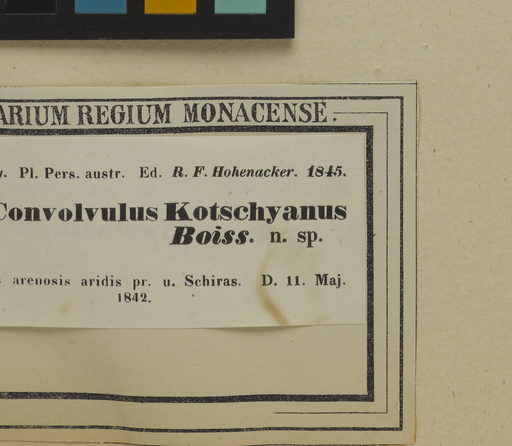 ARIUM REGIUM MONACENSE.
Pl. Pers. austr. Ed. R. F. Hohenacker. 1845.
Convolvulus Kotschyanus
Boiss. n. sp.
arenosis aridis pr. u. Schiras. D. 11. Maj.
1842.